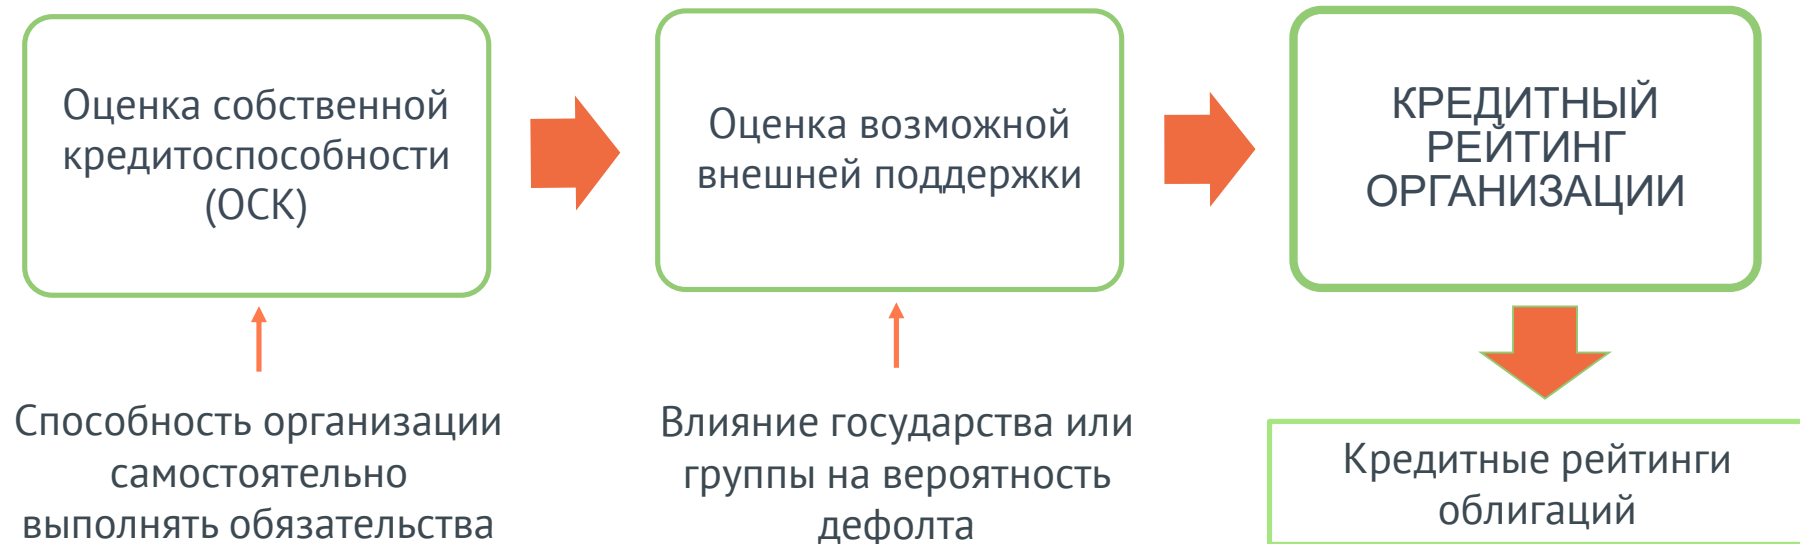 Оценка собственной
кредитоспособности
(ОСК)
Оценка возможной
внешней поддержки
КРЕДИТНЫЙ
РЕЙТИНГ
ОРГАНИЗАЦИИ
Способность организации
самостоятельно
выполнять обязательства
Влияние государства или
группы на вероятность
дефолта
Кредитные рейтинги
облигаций